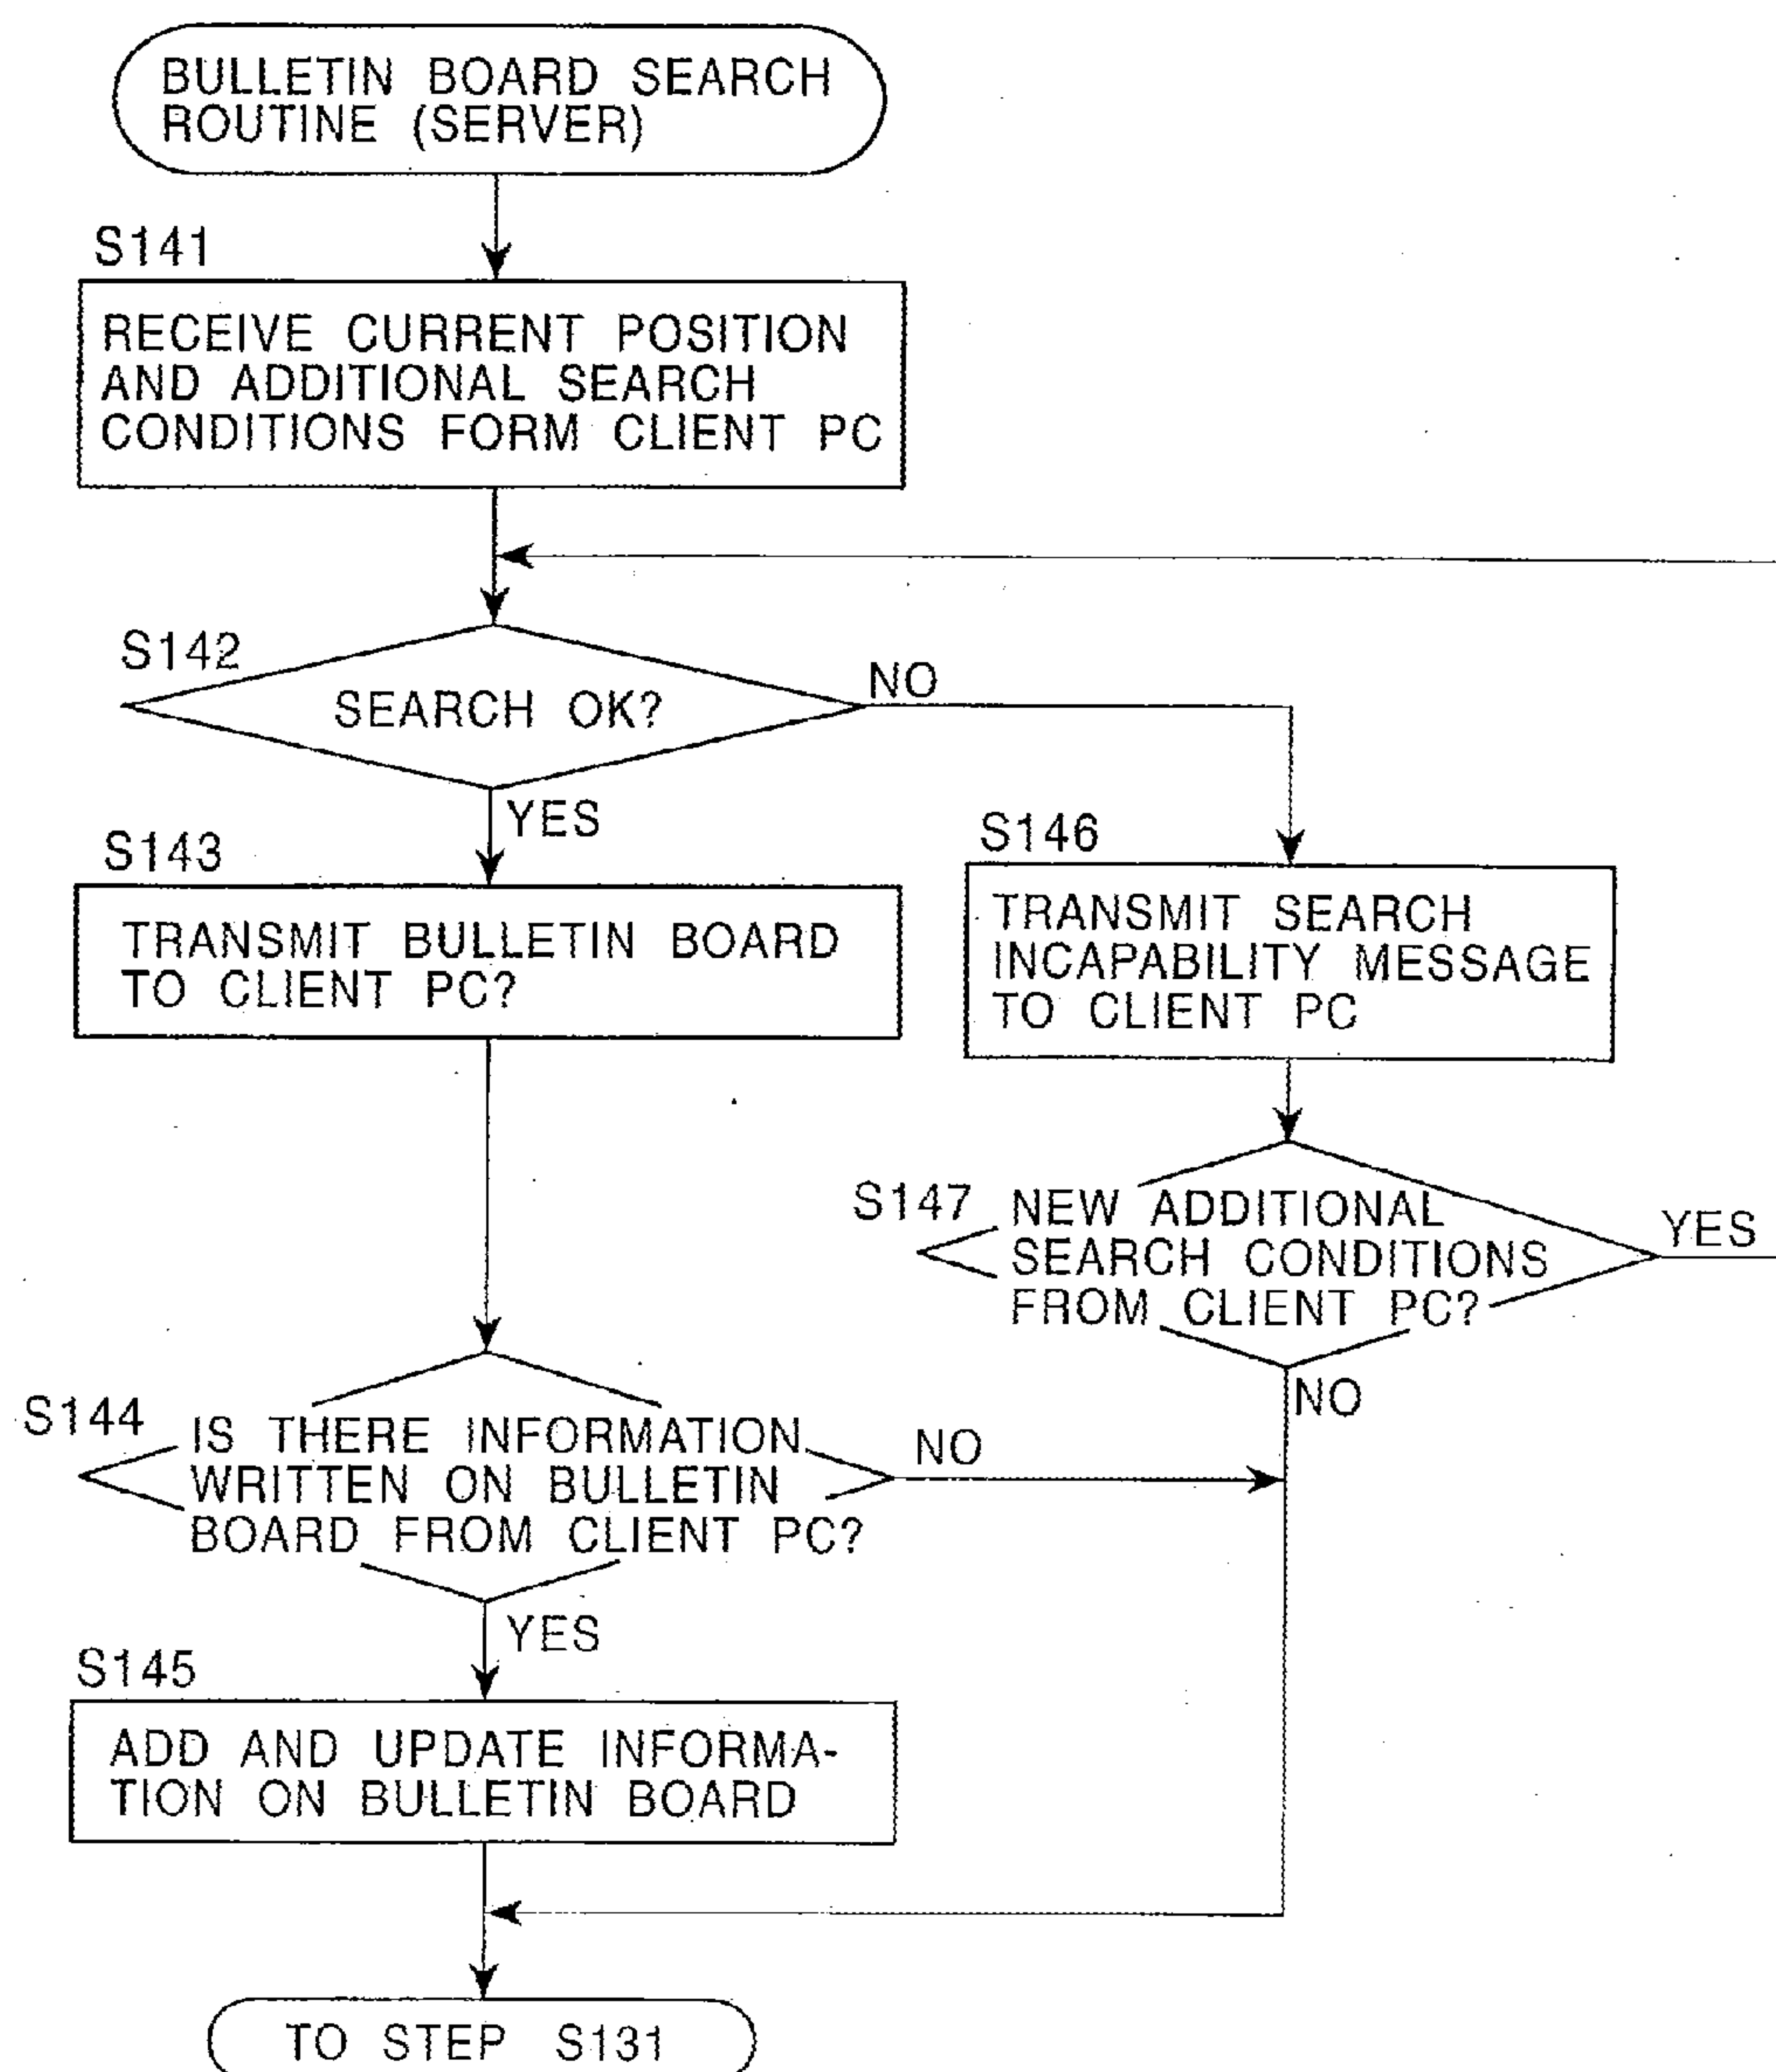 BULLETIN BOARD SEARCH
ROUTINE (SERVER)
S141
RECEIVE CURRENT POSITION
AND ADDITIONAL SEARCH
CONDITIONS FORM CLIENT PC
S142
SEARCH OK?
NO
YES
S143
TRANSMIT BULLETIN BOARD
TO CLIENT PC?
S146
TRANSMIT SEARCH
INCAPABILITY MESSAGE
TO CLIENT PC
S147
NEW ADDITIONAL
SEARCH CONDITIONS
FROM CLIENT PC?
YES
NO
S144
IS THERE INFORMATION
WRITTEN ON BULLETIN
BOARD FROM CLIENT PC?
NO
YES
S145
ADD AND UPDATE INFORMA-
TION ON BULLETIN BOARD
TO STEP S131